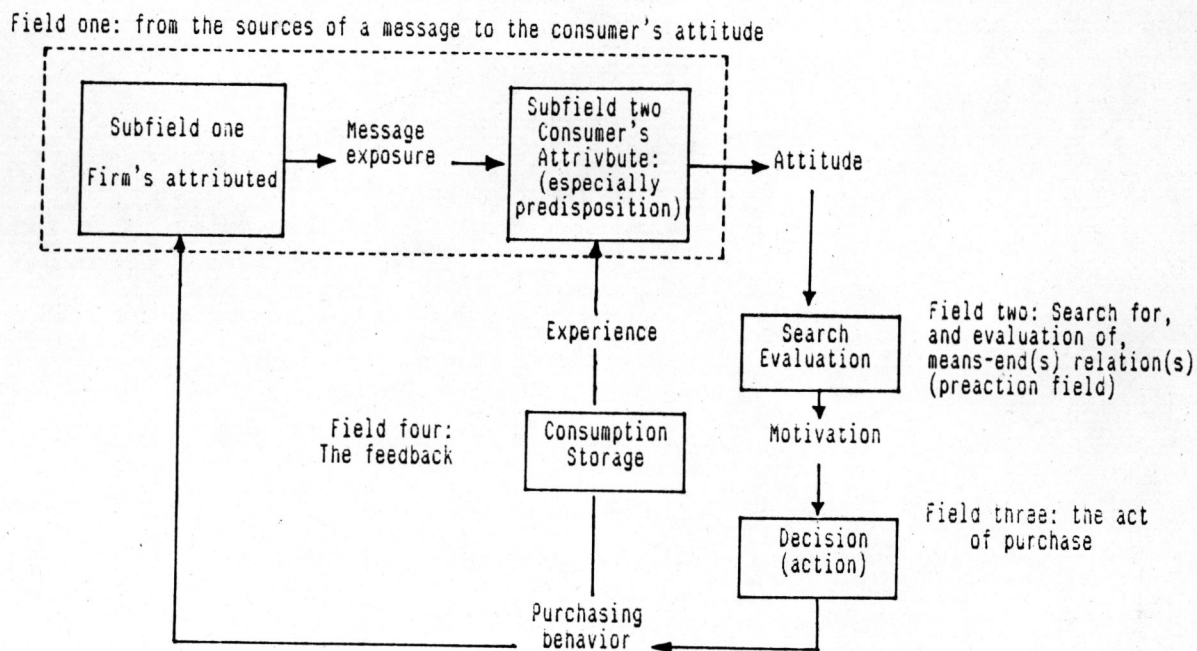 Field one: from the sources of a message to the consumer's attitude
Subfield one
Firm's attributed
Message
exposure
Subfield two
Consumer's
Attrivbute:
(especially
predisposition)
Attitude
Experience
Search
Evaluation
Field two: Search for,
and evaluation of,
means-end(s) relation(s)
(preaction field)
Field four:
The feedback
Consumption
Storage
Motivation
Decision
(action)
Field three: the act
of purchase
Purchasing
behavior